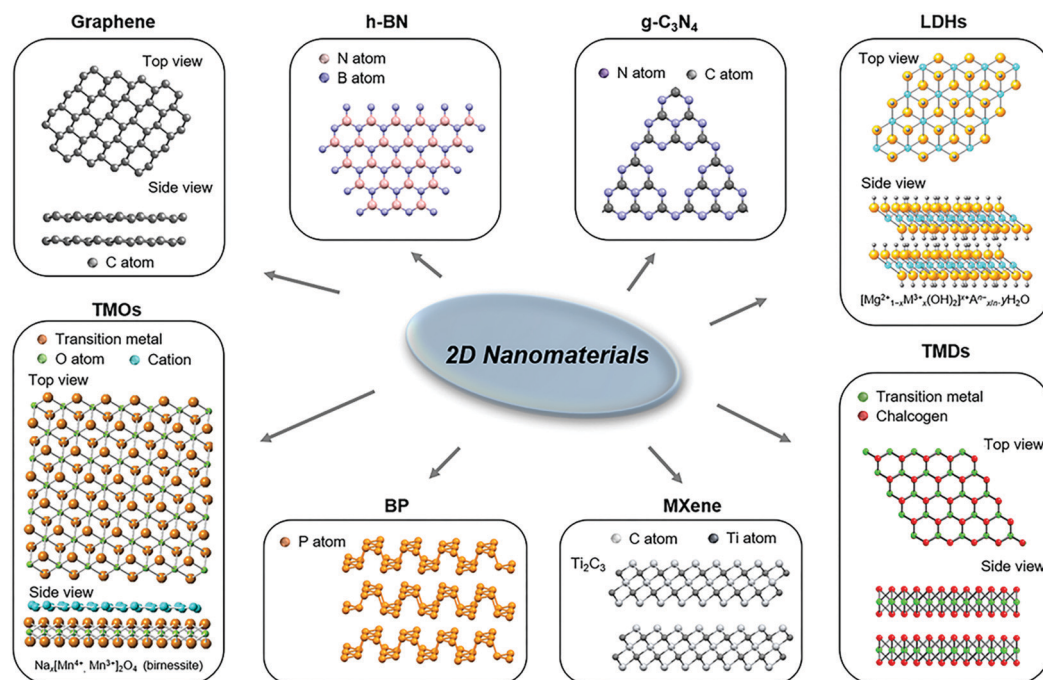 Graphene
Top view
Side view
C atom
h-BN
N atom
B atom
g-C₃N₄
N atom
C atom
LDHs
Top view
Side view
[Mg²⁺₁₋ₓM³⁺ₓ(OH)₂]ˣ⁺Aⁿ⁻ₓ/ₙ·yH₂O
2D Nanomaterials
TMOs
Transition metal
O atom
Cation
Top view
Side view
Naₓ[Mn⁴⁺, Mn³⁺]₂O₄ (birnessite)
BP
P atom
MXene
C atom
Ti atom
Ti₂C₃
TMDs
Transition metal
Chalcogen
Top view
Side view